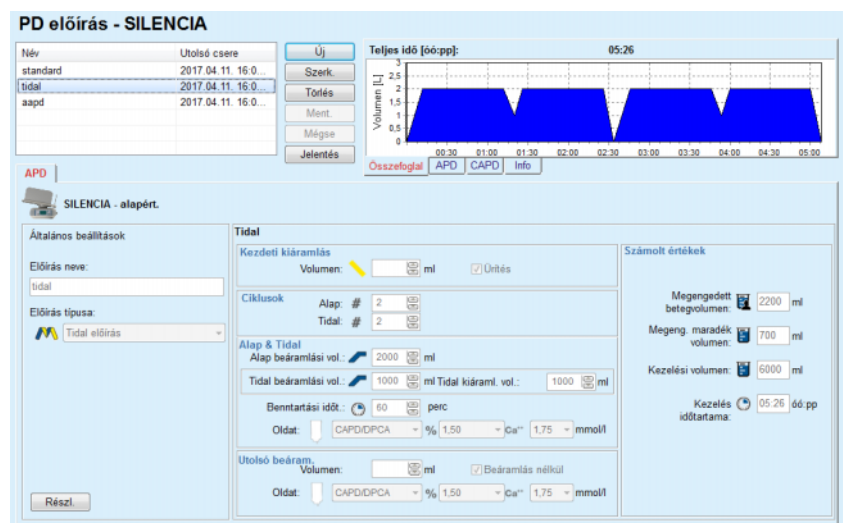 PD előírás - SILENCIA
Név Utolsó csere
standard 2017.04.11. 16:0...
tidal 2017.04.11. 16:0...
aapd 2017.04.11. 16:0...
Új
Szerk.
Törlés
Ment.
Mégse
Jelentés
Teljes idő [óó:pp]: 05:26
Volumen [L]
2,5
2
1,5
1
0,5
0
00:30 01:00 01:30 02:00 02:30 03:00 03:30 04:00 04:30 05:00
Összefoglal APD CAPD Info
APD
SILENCIA - alapért.
Általános beállítások
Előírás neve:
tidal
Előírás típusa:
Tidal előírás
Részl.
Tidal
Kezdeti kiáramlás
Volumen: ml Ürítés
Ciklusok Alap: # 2
Tidal: # 2
Alap & Tidal
Alap beáramlási vol.: 2000 ml
Tidal beáramlási vol.: 1000 ml Tidal kiáraml. vol.: 1000 ml
Benntartási időt.: 60 perc
Oldat: CAPD/DPCA % 1,50 Ca++ 1,75 mmol/l
Utolsó beáram.
Volumen: ml Beáramlás nélkül
Oldat: CAPD/DPCA % 1,50 Ca++ 1,75 mmol/l
Számolt értékek
Megengedett betegvolumen: 2200 ml
Megeng. maradék volumen: 700 ml
Kezelési volumen: 6000 ml
Kezelés időtartama: 05:26 óó:pp